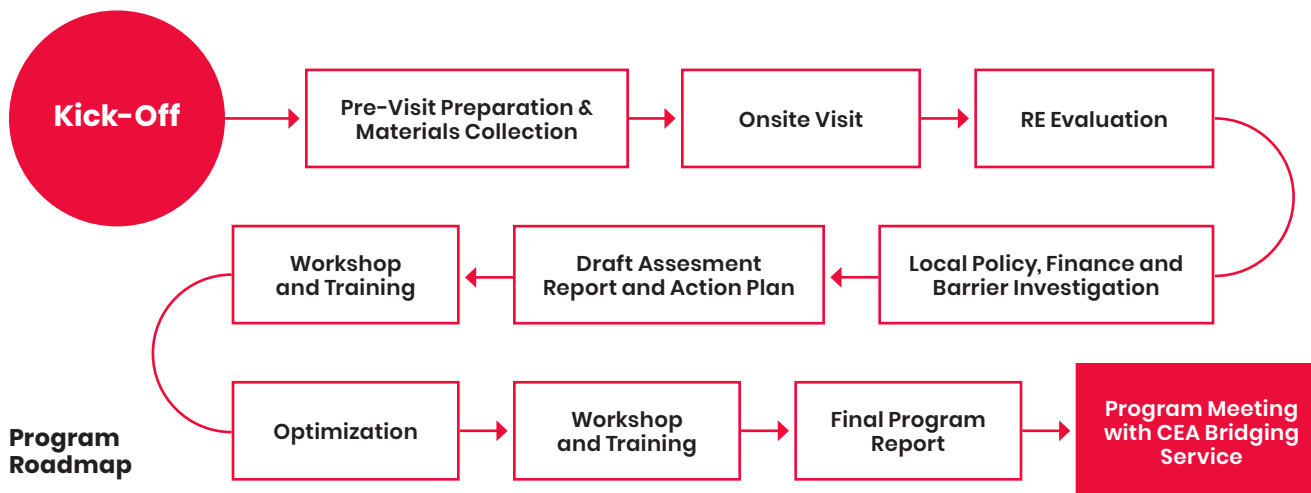 Kick-Off
Pre-Visit Preparation &
Materials Collection
Onsite Visit
RE Evaluation
Local Policy, Finance and
Barrier Investigation
Draft Assesment
Report and Action Plan
Workshop
and Training
Optimization
Workshop
and Training
Final Program
Report
Program Meeting
with CEA Bridging
Service
Program
Roadmap